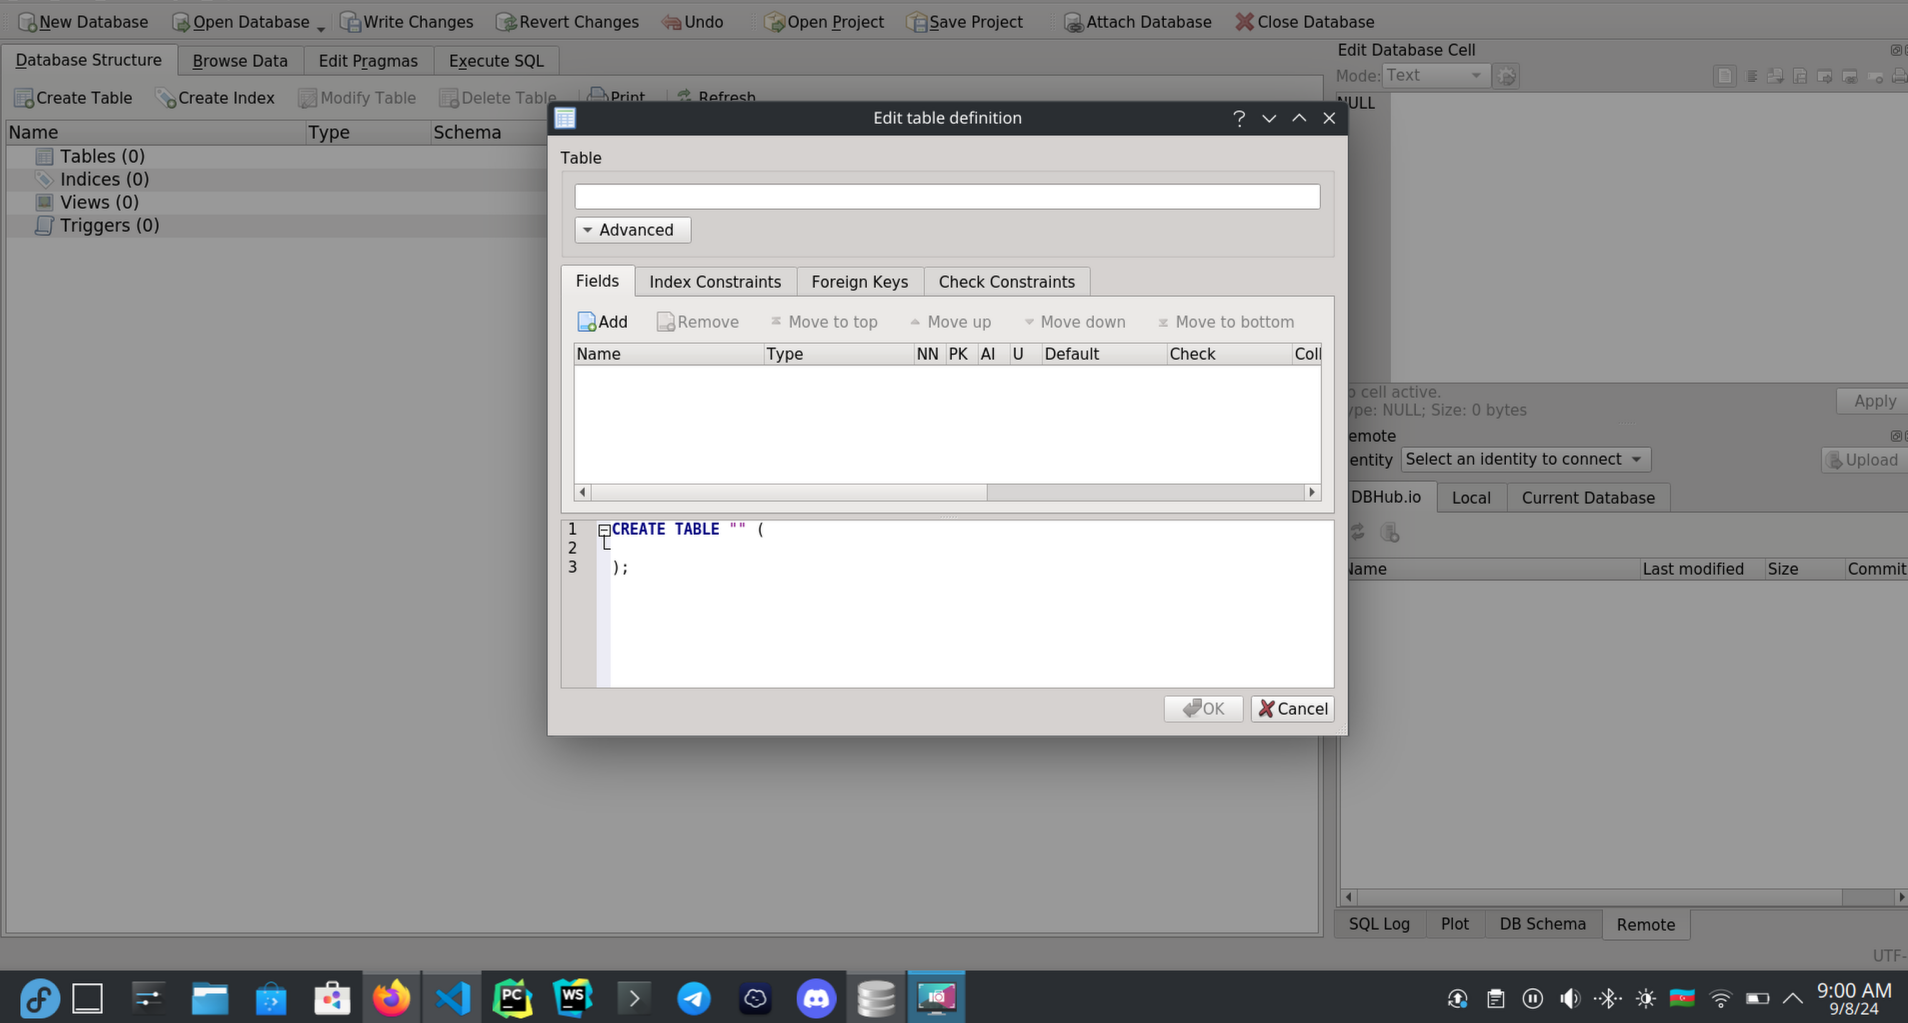 New Database Open Database Write Changes Revert Changes Undo Open Project Save Project Attach Database Close Database
Database Structure Browse Data Edit Pragmas Execute SQL
Create Table Create Index Modify Table Delete Table Print Refresh
Name Type Schema
Tables (0)
Indices (0)
Views (0)
Triggers (0)
Edit table definition
Table
Advanced
Fields Index Constraints Foreign Keys Check Constraints
Add Remove Move to top Move up Move down Move to bottom
Name Type NN PK AI U Default Check Coll
1 CREATE TABLE "" (
2
3 );
OK Cancel
Edit Database Cell
Mode: Text
NULL
cell active.
ype: NULL; Size: 0 bytes
Apply
emote
entity Select an identity to connect Upload
DBHub.io Local Current Database
Name Last modified Size Commit
SQL Log Plot DB Schema Remote
UTF-
PC WS
9:00 AM
9/8/24